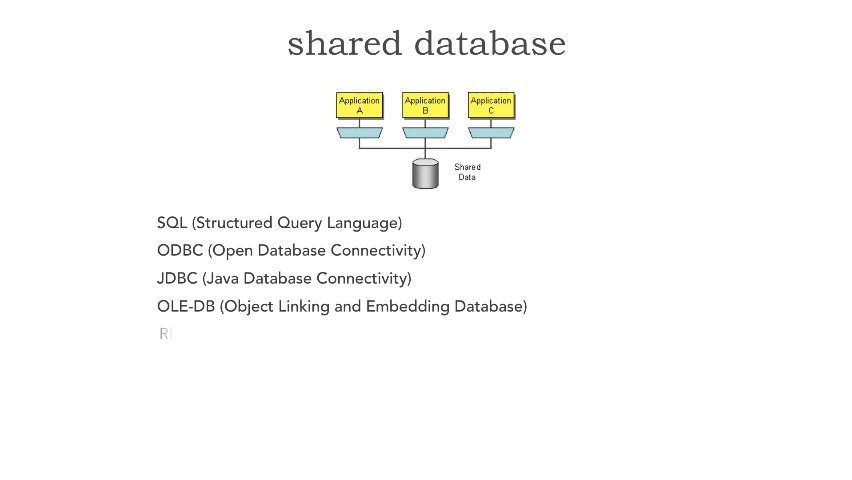 shared database
Application
A
Application
B
Application
C
Shared
Data
SQL (Structured Query Language)
ODBC (Open Database Connectivity)
JDBC (Java Database Connectivity)
OLE-DB (Object Linking and Embedding Database)